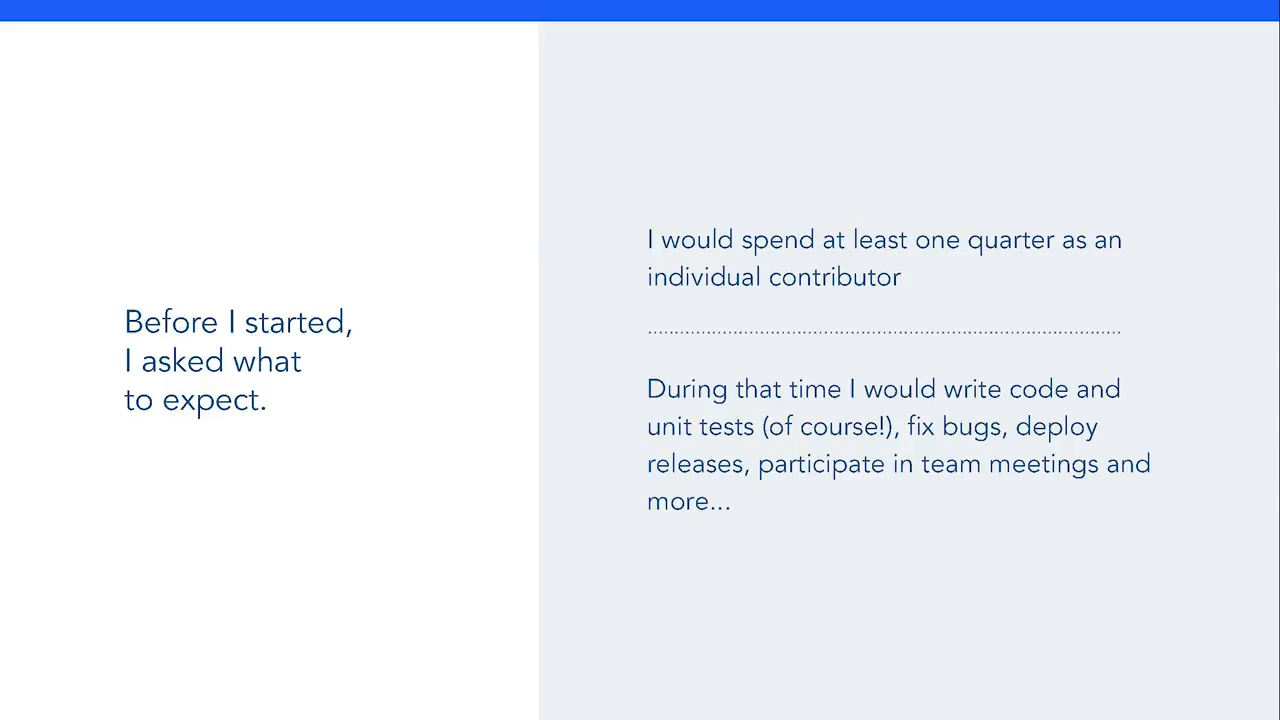 Before I started,
I asked what
to expect.
I would spend at least one quarter as an
individual contributor
During that time I would write code and
unit tests (of course!), fix bugs, deploy
releases, participate in team meetings and
more...